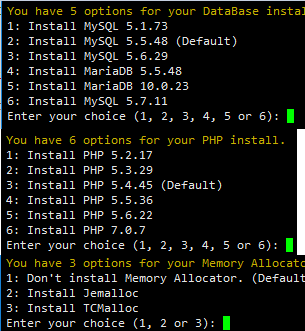 You have 5 options for your DataBase instal
1: Install MySQL 5.1.73
2: Install MySQL 5.5.48 (Default)
3: Install MySQL 5.6.29
4: Install MariaDB 5.5.48
5: Install MariaDB 10.0.23
6: Install MySQL 5.7.11
Enter your choice (1, 2, 3, 4, 5 or 6):
You have 6 options for your PHP install.
1: Install PHP 5.2.17
2: Install PHP 5.3.29
3: Install PHP 5.4.45 (Default)
4: Install PHP 5.5.36
5: Install PHP 5.6.22
6: Install PHP 7.0.7
Enter your choice (1, 2, 3, 4, 5 or 6):
You have 3 options for your Memory Allocato
1: Don't install Memory Allocator. (Default
2: Install Jemalloc
3: Install TCMalloc
Enter your choice (1, 2 or 3):